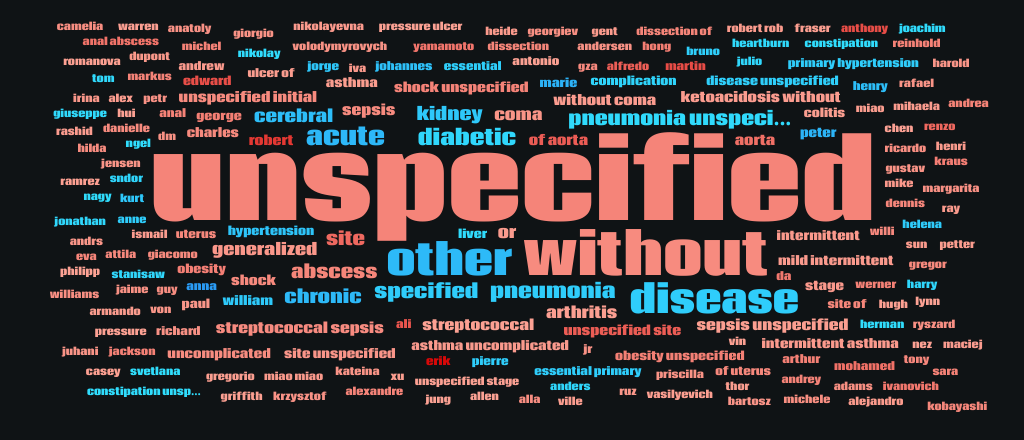 camelia warren anatoly giorgio nikolayevna pressure ulcer heide georgiev gent dissection of robert rob fraser anthony joachim
anal abscess michel nikolay volodymyrovych yamamoto dissection andersen hong bruno heartburn constipation reinhold
romanova dupont andrew jorge iva johannes essential antonio gza alfredo martin julio primary hypertension harold
tom markus edward ulcer of asthma shock unspecified marie complication disease unspecified henry rafael
irina alex petr unspecified initial without coma ketoacidosis without miao mihaela andrea
giuseppe hui anal george cerebral sepsis kidney coma pneumonia unspeci... colitis
rashid danielle dm charles robert acute diabetic of aorta aorta peter chen renzo
hilda ngel unspecified ricardo henri
jensen gustav kraus
ramrez sndor mike margarita
nagy kurt dennis ray
jonathan anne willi helena
andrs ismail uterus hypertension site liver or without intermittent sun petter
eva attila giacomo generalized other mild intermittent gregor
philipp stanisaw obesity shock abscess da
williams jaime guy anna chronic specified pneumonia disease stage werner harry
armando von paul william arthritis site of hugh lynn
pressure richard streptococcal sepsis ali streptococcal unspecified site sepsis unspecified herman ryszard
juhani jackson uncomplicated site unspecified asthma uncomplicated jr obesity unspecified vin intermittent asthma nez maciej
casey svetlana erik pierre essential primary priscilla of uterus arthur mohamed tony sara
gregorio miao miao kateina xu unspecified stage anders thor andrey adams ivanovich
constipation unsp... griffith krzysztof alexandre jung allen alla ville ruz vasilyevich bartosz michele alejandro kobayashi